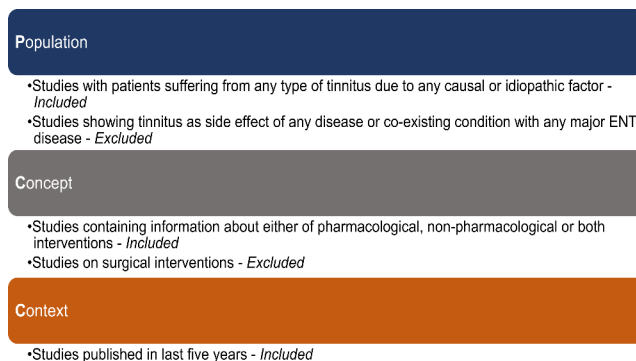 Population
•Studies with patients suffering from any type of tinnitus due to any causal or idiopathic factor -
Included
•Studies showing tinnitus as side effect of any disease or co-existing condition with any major ENT
disease - Excluded
Concept
•Studies containing information about either of pharmacological, non-pharmacological or both
interventions - Included
•Studies on surgical interventions - Excluded
Context
•Studies published in last five years - Included